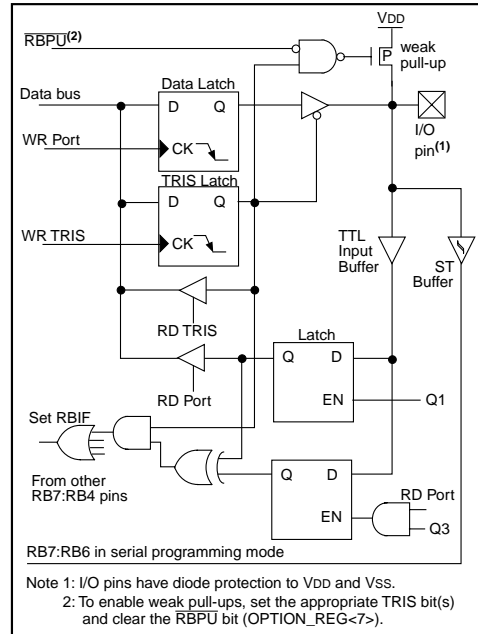 VDD
RBPU(2)
P
weak
pull-up
Data Latch
Data bus
D
Q
I/O
pin(1)
WR Port
CK
TRIS Latch
D
Q
WR TRIS
CK
TTL
Input
Buffer
ST
Buffer
RD TRIS
Latch
Q
D
RD Port
EN
Q1
Set RBIF
From other
RB7:RB4 pins
Q
D
RD Port
EN
Q3
RB7:RB6 in serial programming mode
Note 1: I/O pins have diode protection to VDD and VSS.
2: To enable weak pull-ups, set the appropriate TRIS bit(s)
and clear the RBPU bit (OPTION_REG<7>).